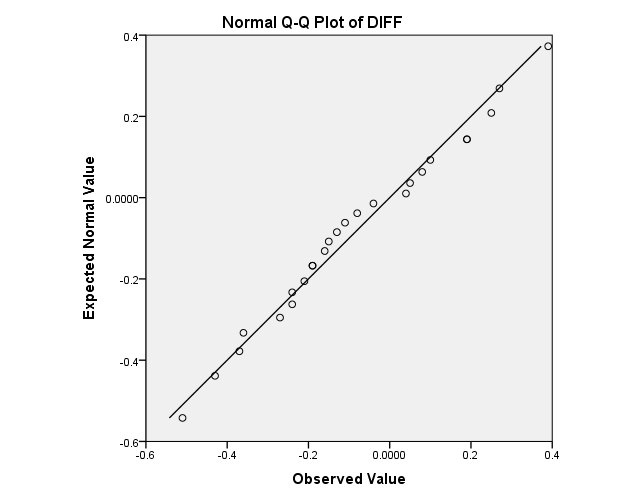 Normal Q-Q Plot of DIFF
Expected Normal Value
0.4
0.2
0.0000
-0.2
-0.4
-0.6
-0.6 -0.4 -0.2 0.0000 0.2 0.4
Observed Value